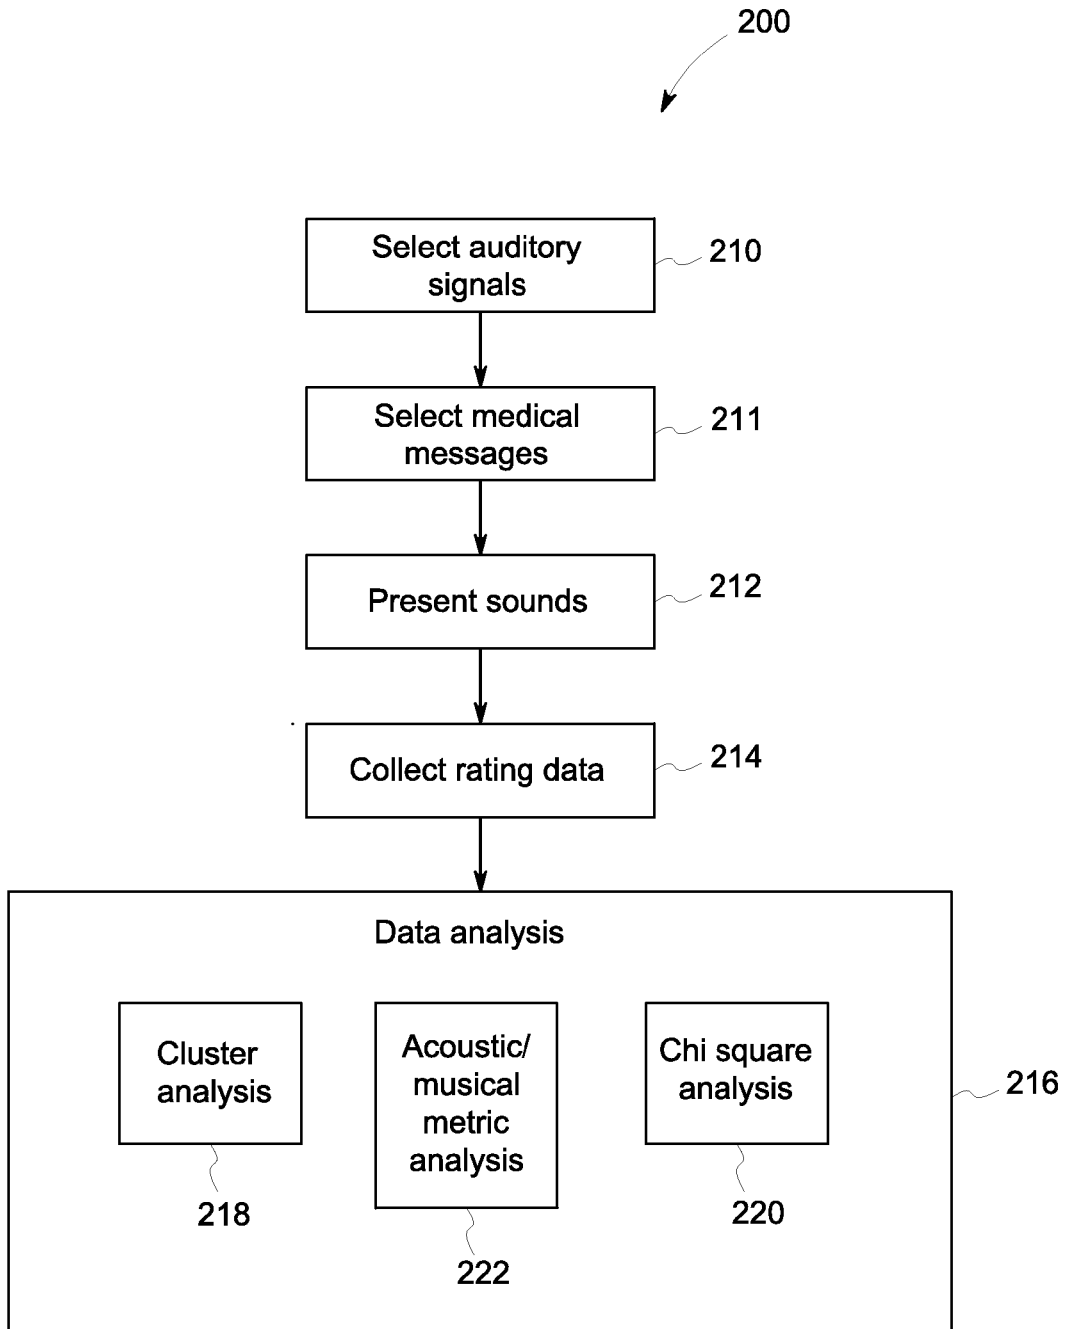 200
Select auditory
signals
210
Select medical
messages
211
Present sounds
212
Collect rating data
214
Data analysis
Cluster
analysis
218
Acoustic/
musical
metric
analysis
222
Chi square
analysis
220
216